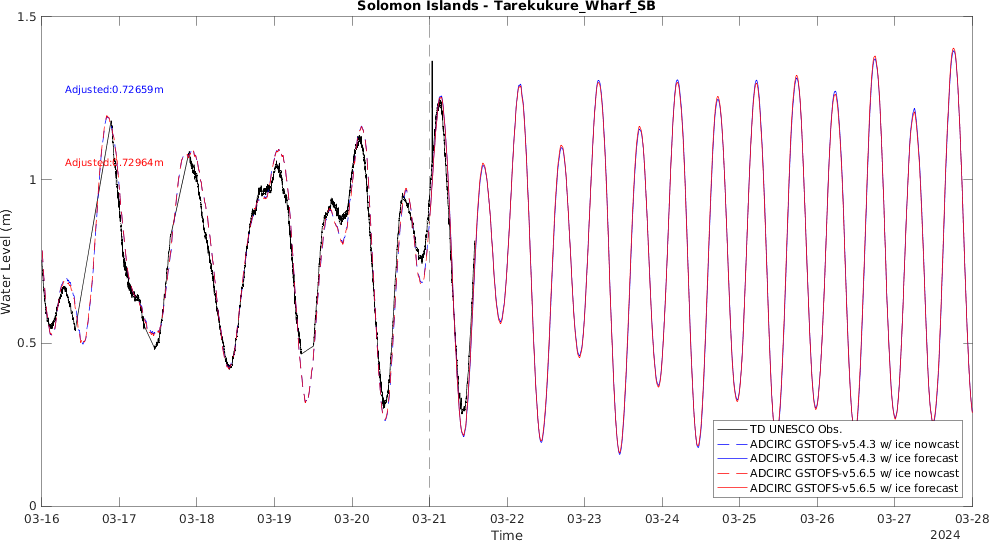 Solomon Islands - Tarekukure_Wharf_SB
1.5
Adjusted:0.72659m
Adjusted:0.72964m
1
Water Level (m)
0.5
TD UNESCO Obs.
ADCIRC GSTOFS-v5.4.3 w/ ice nowcast
ADCIRC GSTOFS-v5.4.3 w/ ice forecast
ADCIRC GSTOFS-v5.6.5 w/ ice nowcast
ADCIRC GSTOFS-v5.6.5 w/ ice forecast
0
03-16 03-17 03-18 03-19 03-20 03-21 03-22 03-23 03-24 03-25 03-26 03-27 03-28
Time
2024